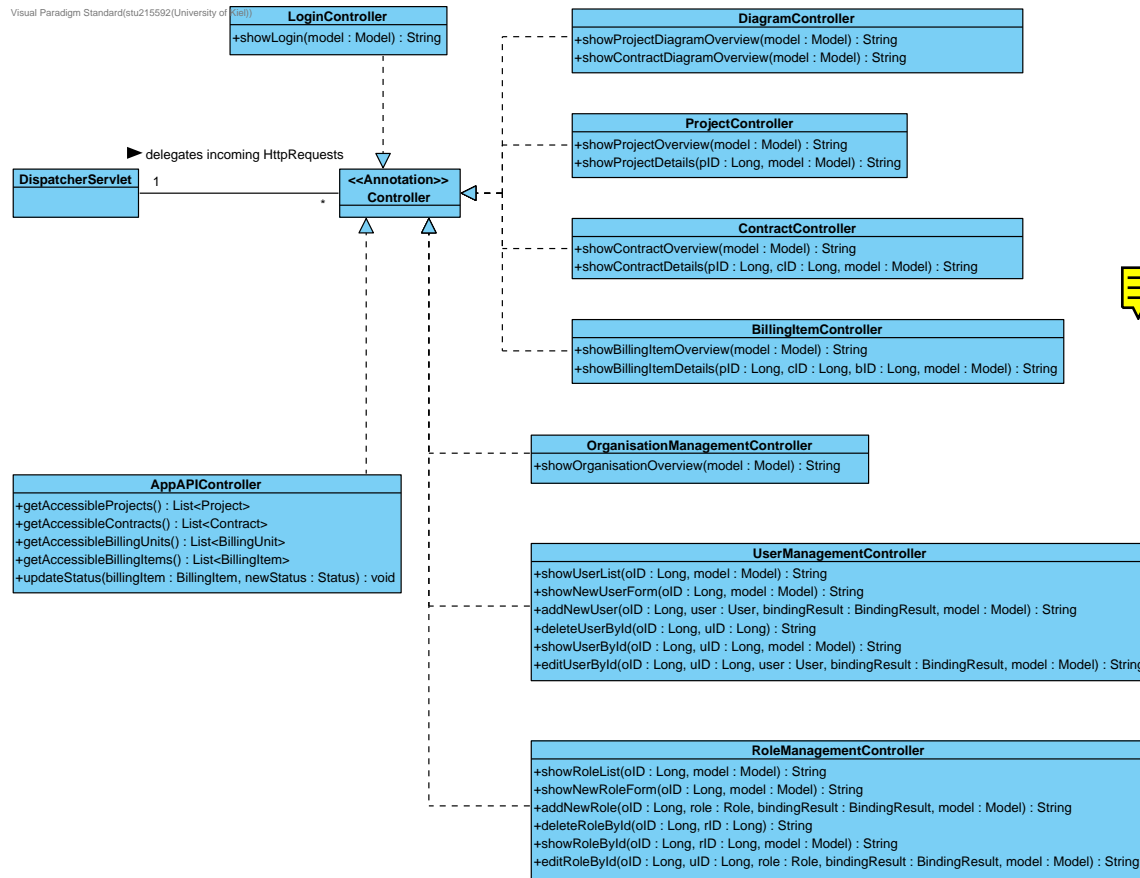 Visual Paradigm Standard(stu215592(University of Kiel))
LoginController
+showLogin(model : Model) : String
DiagramController
+showProjectDiagramOverview(model : Model) : String
+showContractDiagramOverview(model : Model) : String
ProjectController
+showProjectOverview(model : Model) : String
+showProjectDetails(pID : Long, model : Model) : String
delegates incoming HttpRequests
DispatcherServlet
1
*
<<Annotation>>
Controller
ContractController
+showContractOverview(model : Model) : String
+showContractDetails(pID : Long, cID : Long, model : Model) : String
BillingItemController
+showBillingItemOverview(model : Model) : String
+showBillingItemDetails(pID : Long, cID : Long, bID : Long, model : Model) : String
OrganisationManagementController
+showOrganisationOverview(model : Model) : String
AppAPIController
+getAccessibleProjects() : List<Project>
+getAccessibleContracts() : List<Contract>
+getAccessibleBillingUnits() : List<BillingUnit>
+getAccessibleBillingItems() : List<BillingItem>
+updateStatus(billingItem : BillingItem, newStatus : Status) : void
UserManagementController
+showUserList(oID : Long, model : Model) : String
+showNewUserForm(oID : Long, model : Model) : String
+addNewUser(oID : Long, user : User, bindingResult : BindingResult, model : Model) : String
+deleteUserById(oID : Long, uID : Long) : String
+showUserById(oID : Long, uID : Long, model : Model) : String
+editUserById(oID : Long, uID : Long, user : User, bindingResult : BindingResult, model : Model) : String
RoleManagementController
+showRoleList(oID : Long, model : Model) : String
+showNewRoleForm(oID : Long, model : Model) : String
+addNewRole(oID : Long, role : Role, bindingResult : BindingResult, model : Model) : String
+deleteRoleById(oID : Long, rID : Long) : String
+showRoleById(oID : Long, rID : Long, model : Model) : String
+editRoleById(oID : Long, uID : Long, role : Role, bindingResult : BindingResult, model : Model) : String